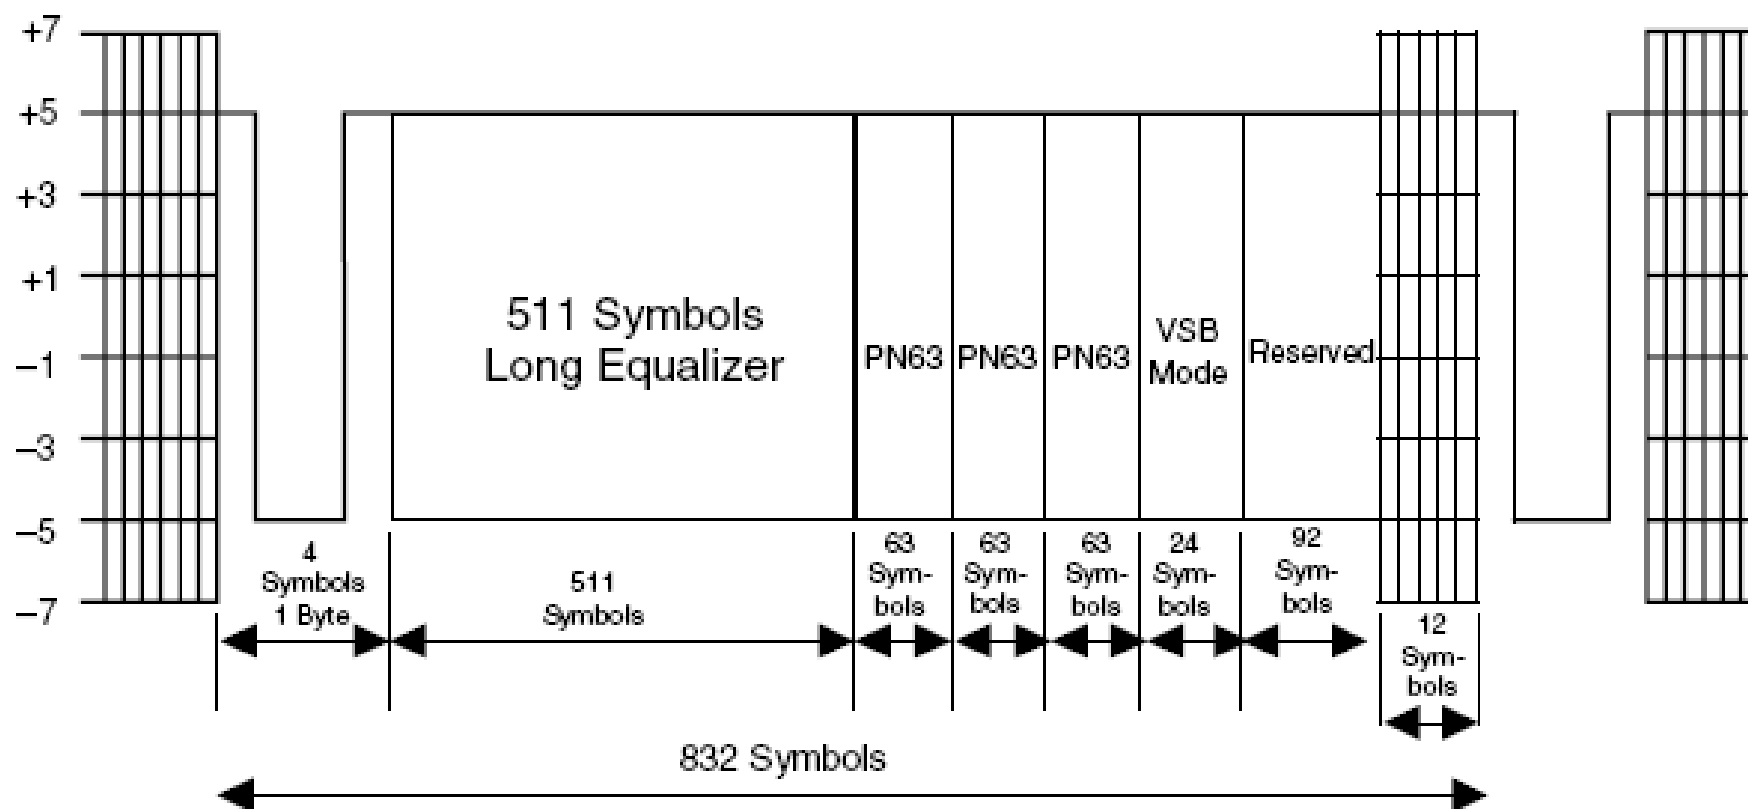 +7
+5
+3
+1
–1
–3
–5
–7
511 Symbols
Long Equalizer
PN63
PN63
PN63
VSB
Mode
Reserved
4
Symbols
1 Byte
511
Symbols
63
Sym-
bols
63
Sym-
bols
63
Sym-
bols
24
Sym-
bols
92
Sym-
bols
12
Sym-
bols
832 Symbols